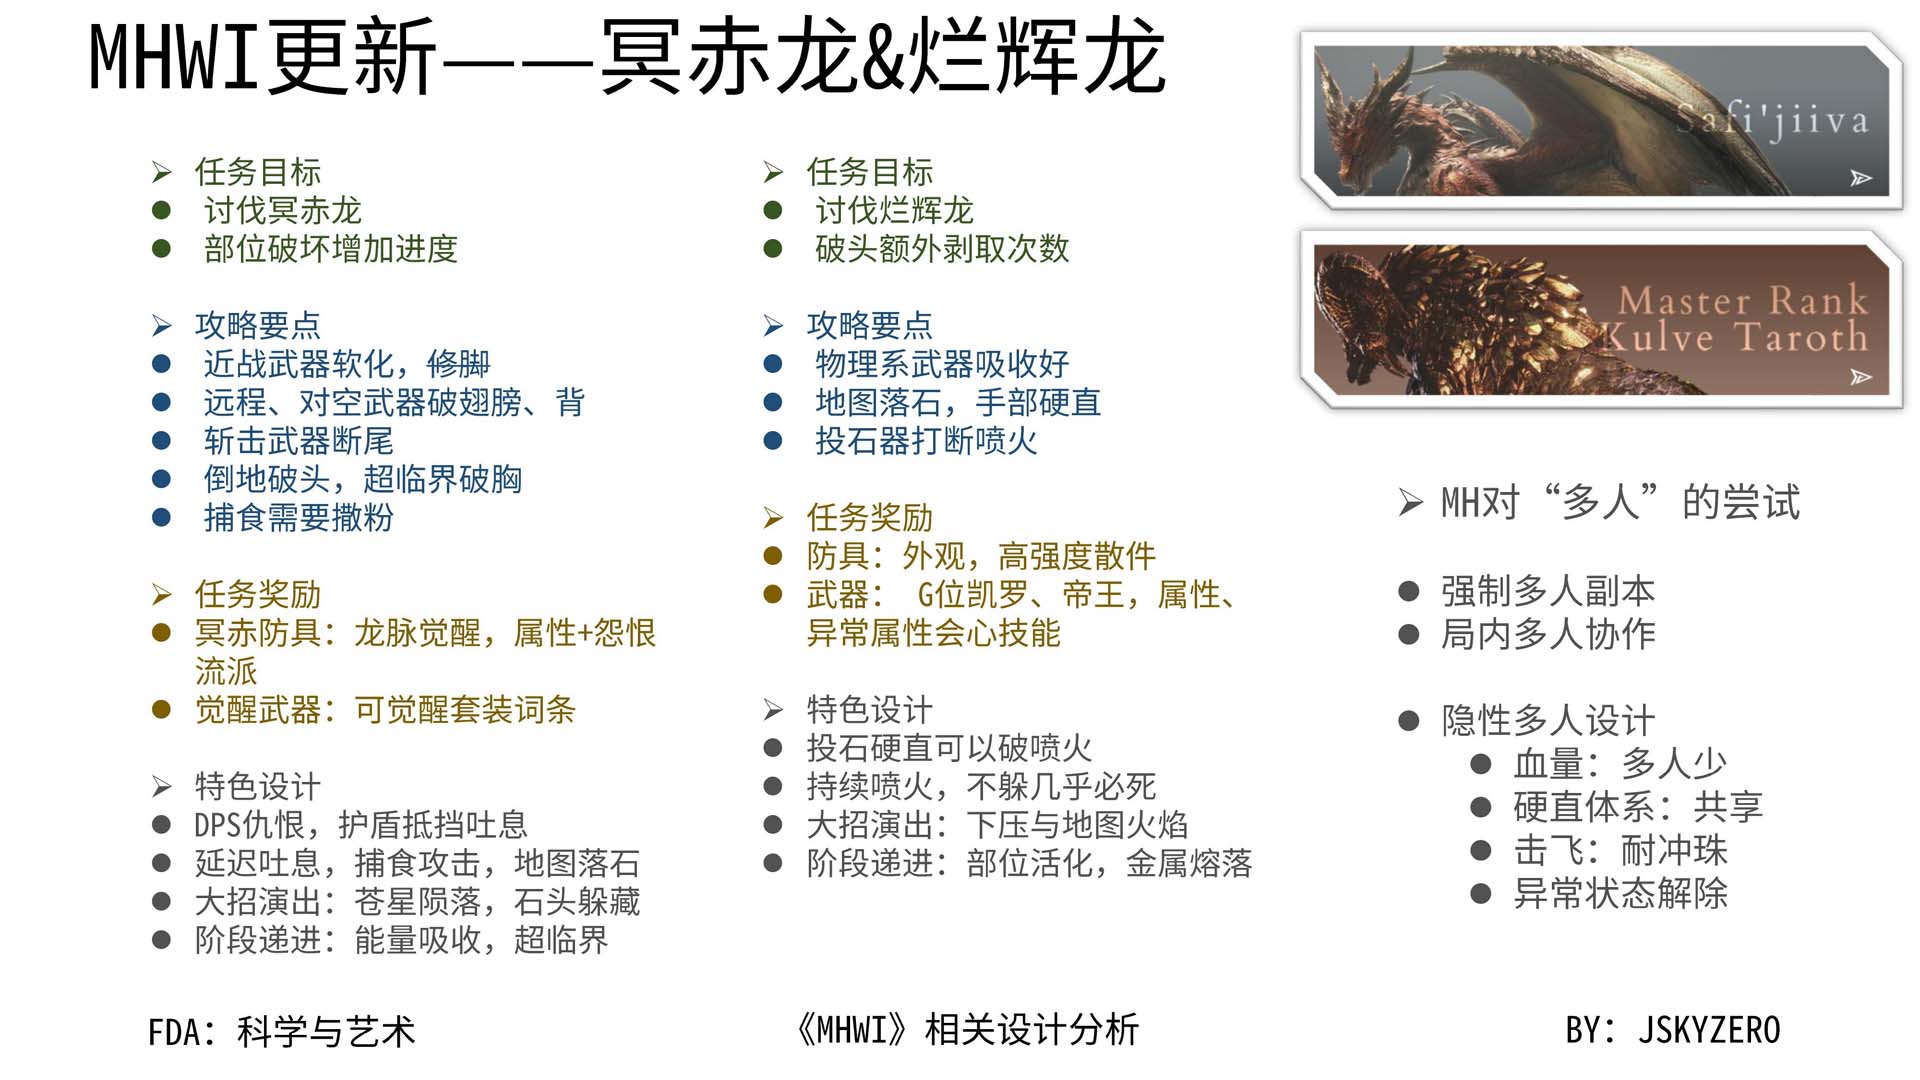 MHWI更新——冥赤龙&烂辉龙
任务目标
讨伐冥赤龙
部位破坏增加进度
攻略要点
近战武器软化，修脚
远程、对空武器破翅膀、背
斩击武器断尾
倒地破头，超临界破胸
捕食需要撒粉
任务奖励
冥赤防具：龙脉觉醒，属性+怨恨
流派
觉醒武器：可觉醒套装词条
特色设计
DPS仇恨，护盾抵挡吐息
延迟吐息，捕食攻击，地图落石
大招演出：苍星陨落，石头躲藏
阶段递进：能量吸收，超临界
任务目标
讨伐烂辉龙
破头额外剥取次数
攻略要点
物理系武器吸收好
地图落石，手部硬直
投石器打断喷火
任务奖励
防具：外观，高强度散件
武器： G位凯罗、帝王，属性、
异常属性会心技能
特色设计
投石硬直可以破喷火
持续喷火，不躲几乎必死
大招演出：下压与地图火焰
阶段递进：部位活化，金属熔落
Safi'jiiva
Master Rank
Kulve Taroth
MH对“多人”的尝试
强制多人副本
局内多人协作
隐性多人设计
血量：多人少
硬直体系：共享
击飞：耐冲珠
异常状态解除
FDA：科学与艺术
《MHWI》相关设计分析
BY：JSKYZERO